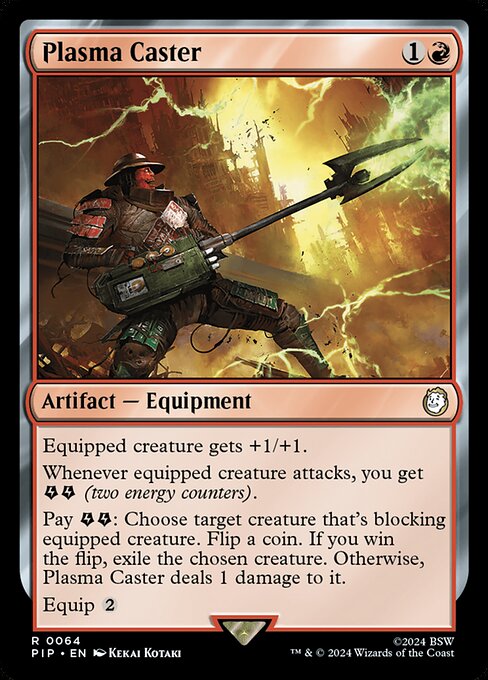 Plasma Caster 1
Artifact — Equipment
Equipped creature gets +1/+1.
Whenever equipped creature attacks, you get
(two energy counters).
Pay : Choose target creature that's blocking
equipped creature. Flip a coin. If you win
the flip, exile the chosen creature. Otherwise,
Plasma Caster deals 1 damage to it.
Equip 2
R 0064
PIP • EN Kekai Kotaki
©2024 BSW
™ & © 2024 Wizards of the Coast